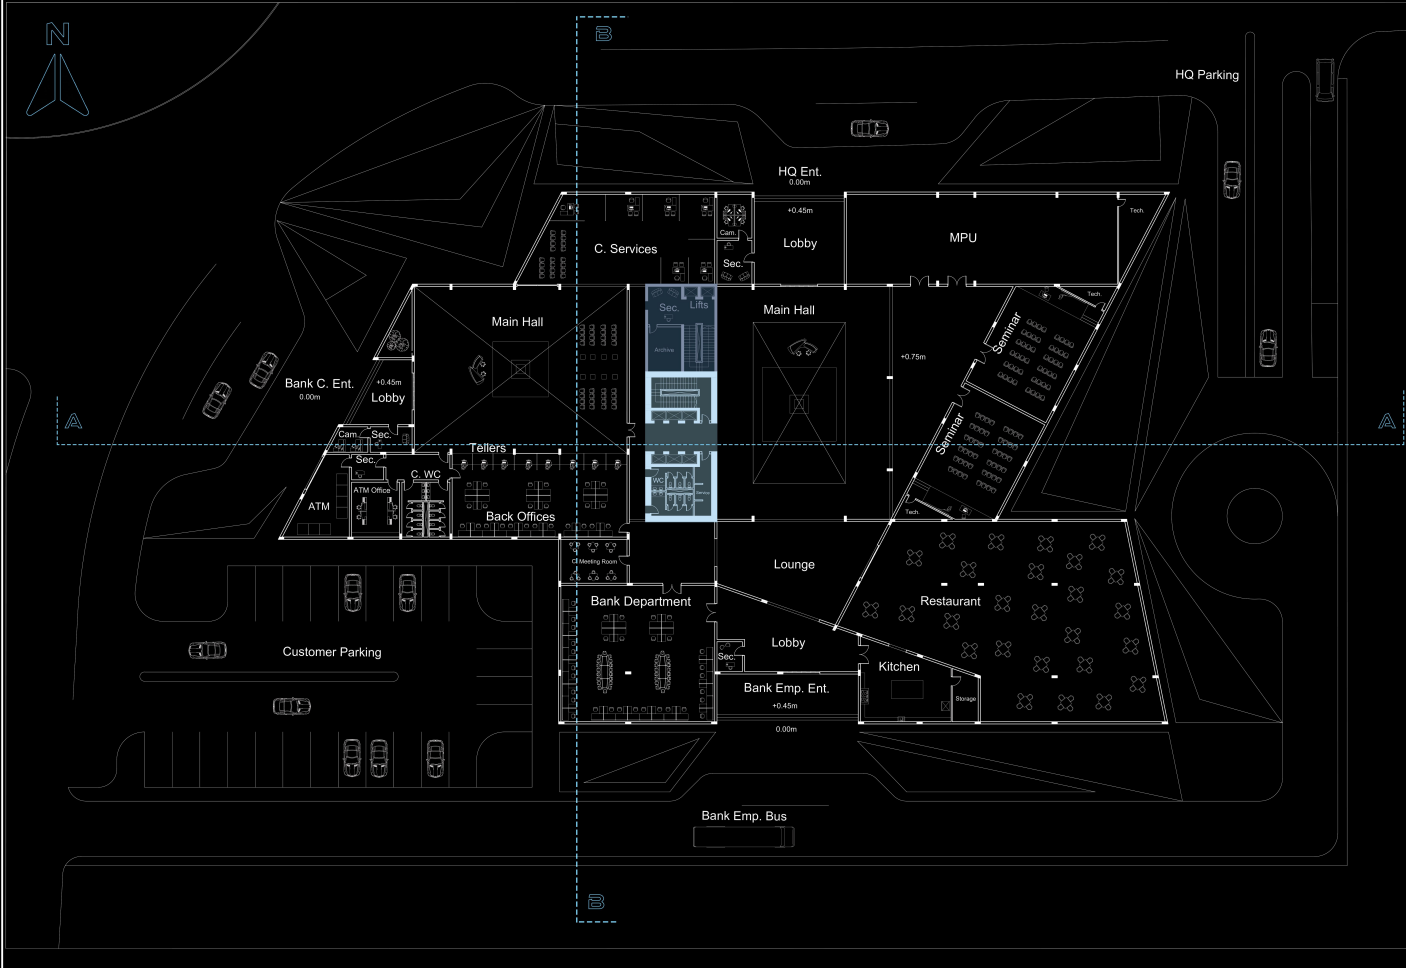 N
B
HQ Parking
HQ Ent.
0.00m
Tech.
+0.45m
Cam.
MPU
Lobby
C. Services
Sec.
Tech.
Sec.
Lifts
Main Hall
Main Hall
Seminar
Archive
+0.75m
Bank C. Ent.
0.00m
+0.45m
Lobby
A
A
Cam.
Sec.
Seminar
Tellers
Sec.
C. WC
WC
ATM Office
Service
ATM
Back Offices
Tech.
C. Meeting Room
Lounge
Bank Department
Restaurant
Lobby
Customer Parking
Sec.
Kitchen
Bank Emp. Ent.
Storage
+0.45m
0.00m
Bank Emp. Bus
B